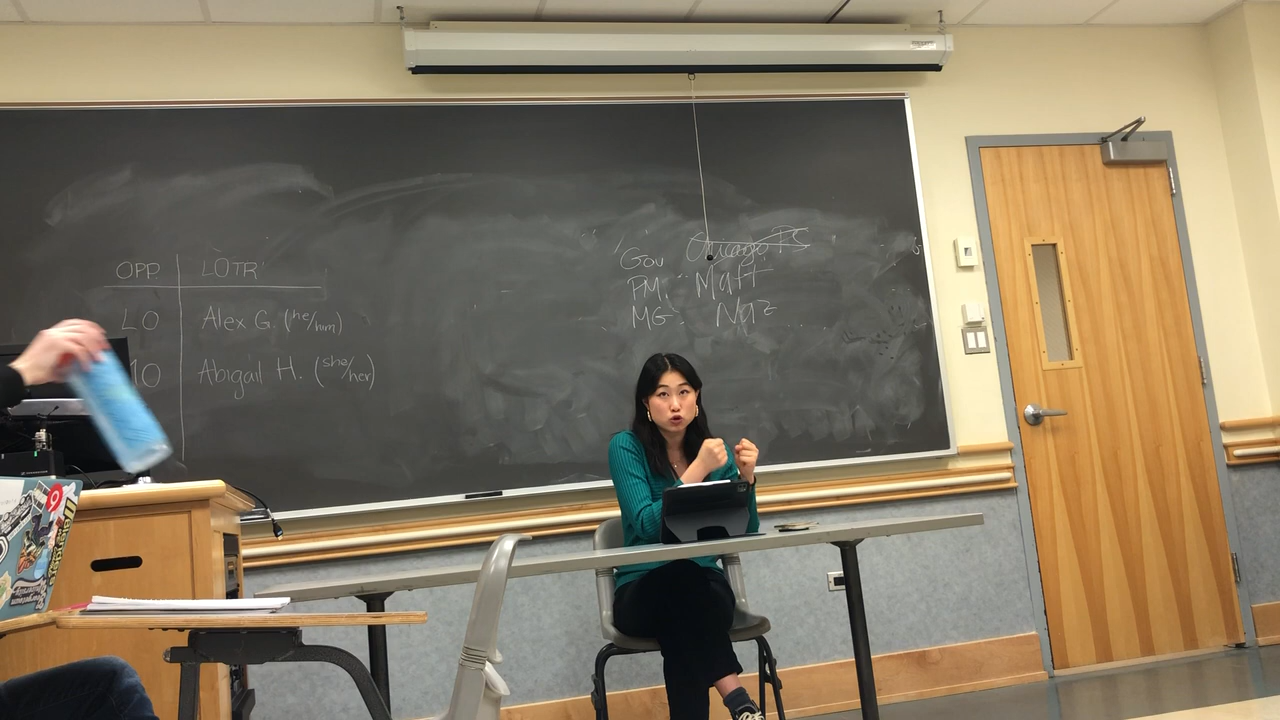 OPP LOTR
LO Alex G. (he/him)
MO Abigail H. (she/her)
Gov Chicago PS
PM: Matt
MG: Naz